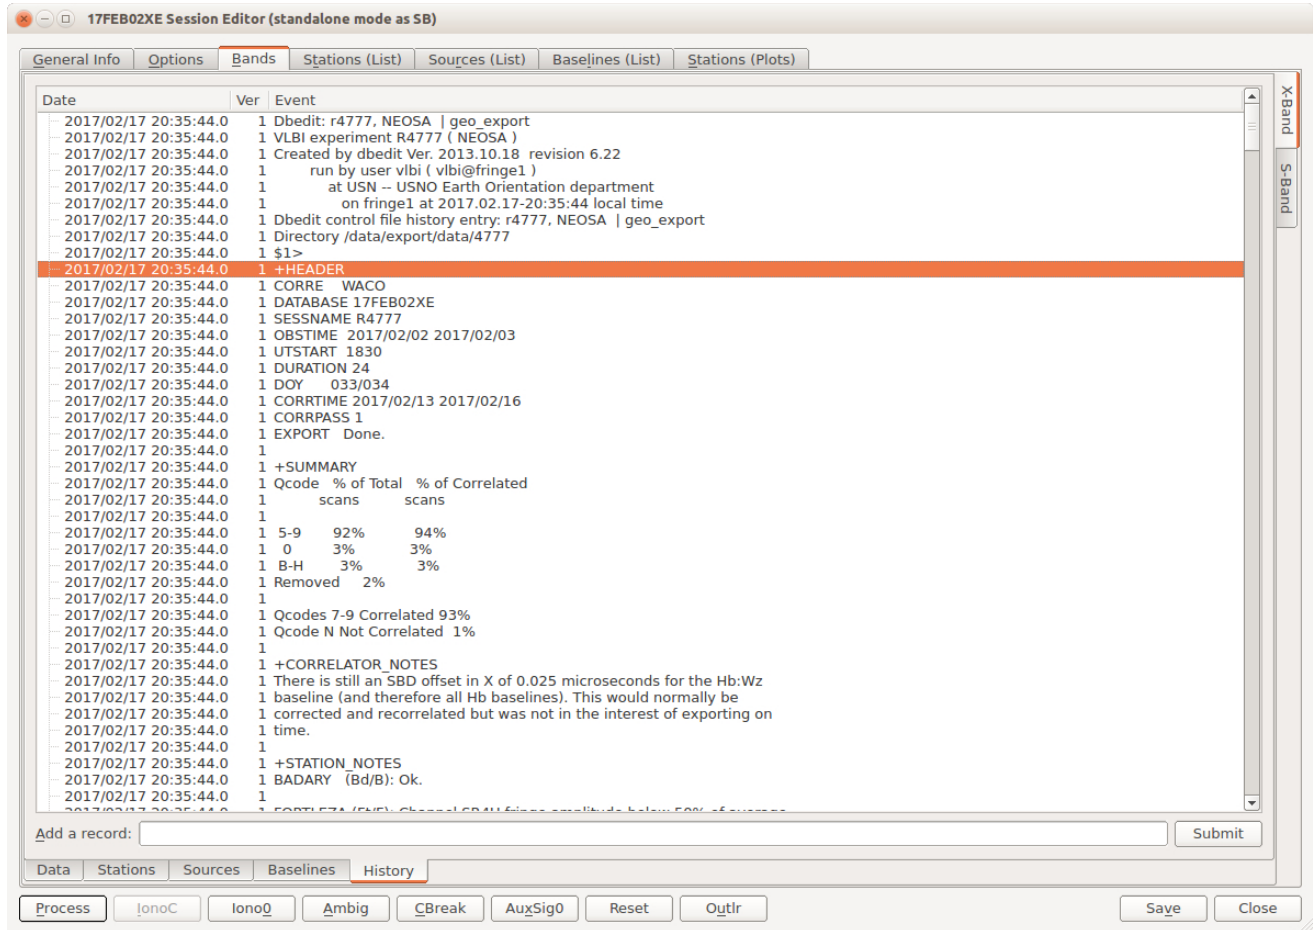 17FEB02XE Session Editor (standalone mode as SB)
General Info Options Bands Stations (List) Sources (List) Baselines (List) Stations (Plots)
X-Band
S-Band
Date Ver Event
2017/02/17 20:35:44.0 1 Dbedit: r4777, NEOSA | geo_export
2017/02/17 20:35:44.0 1 VLBI experiment R4777 ( NEOSA )
2017/02/17 20:35:44.0 1 Created by dbedit Ver. 2013.10.18 revision 6.22
2017/02/17 20:35:44.0 1 run by user vlbi ( vlbi@fringe1 )
2017/02/17 20:35:44.0 1 at USN -- USNO Earth Orientation department
2017/02/17 20:35:44.0 1 on fringe1 at 2017.02.17-20:35:44 local time
2017/02/17 20:35:44.0 1 Dbedit control file history entry: r4777, NEOSA | geo_export
2017/02/17 20:35:44.0 1 Directory /data/export/data/4777
2017/02/17 20:35:44.0 1 $1>
2017/02/17 20:35:44.0 1 +HEADER
2017/02/17 20:35:44.0 1 CORRE WACO
2017/02/17 20:35:44.0 1 DATABASE 17FEB02XE
2017/02/17 20:35:44.0 1 SESSNAME R4777
2017/02/17 20:35:44.0 1 OBSTIME 2017/02/02 2017/02/03
2017/02/17 20:35:44.0 1 UTSTART 1830
2017/02/17 20:35:44.0 1 DURATION 24
2017/02/17 20:35:44.0 1 DOY 033/034
2017/02/17 20:35:44.0 1 CORRTIME 2017/02/13 2017/02/16
2017/02/17 20:35:44.0 1 CORRPASS 1
2017/02/17 20:35:44.0 1 EXPORT Done.
2017/02/17 20:35:44.0 1
2017/02/17 20:35:44.0 1 +SUMMARY
2017/02/17 20:35:44.0 1 Qcode % of Total % of Correlated
2017/02/17 20:35:44.0 1 scans scans
2017/02/17 20:35:44.0 1
2017/02/17 20:35:44.0 1 5-9 92% 94%
2017/02/17 20:35:44.0 1 0 3% 3%
2017/02/17 20:35:44.0 1 B-H 3% 3%
2017/02/17 20:35:44.0 1 Removed 2%
2017/02/17 20:35:44.0 1
2017/02/17 20:35:44.0 1 Qcodes 7-9 Correlated 93%
2017/02/17 20:35:44.0 1 Qcode N Not Correlated 1%
2017/02/17 20:35:44.0 1
2017/02/17 20:35:44.0 1 +CORRELATOR_NOTES
2017/02/17 20:35:44.0 1 There is still an SBD offset in X of 0.025 microseconds for the Hb:Wz
2017/02/17 20:35:44.0 1 baseline (and therefore all Hb baselines). This would normally be
2017/02/17 20:35:44.0 1 corrected and recorrelated but was not in the interest of exporting on
2017/02/17 20:35:44.0 1 time.
2017/02/17 20:35:44.0 1
2017/02/17 20:35:44.0 1 +STATION_NOTES
2017/02/17 20:35:44.0 1 BADARY (Bd/B): Ok.
2017/02/17 20:35:44.0 1
Add a record: Submit
Data Stations Sources Baselines History
Process IonoC Iono0 Ambig CBreak AuxSig0 Reset Outlr Save Close